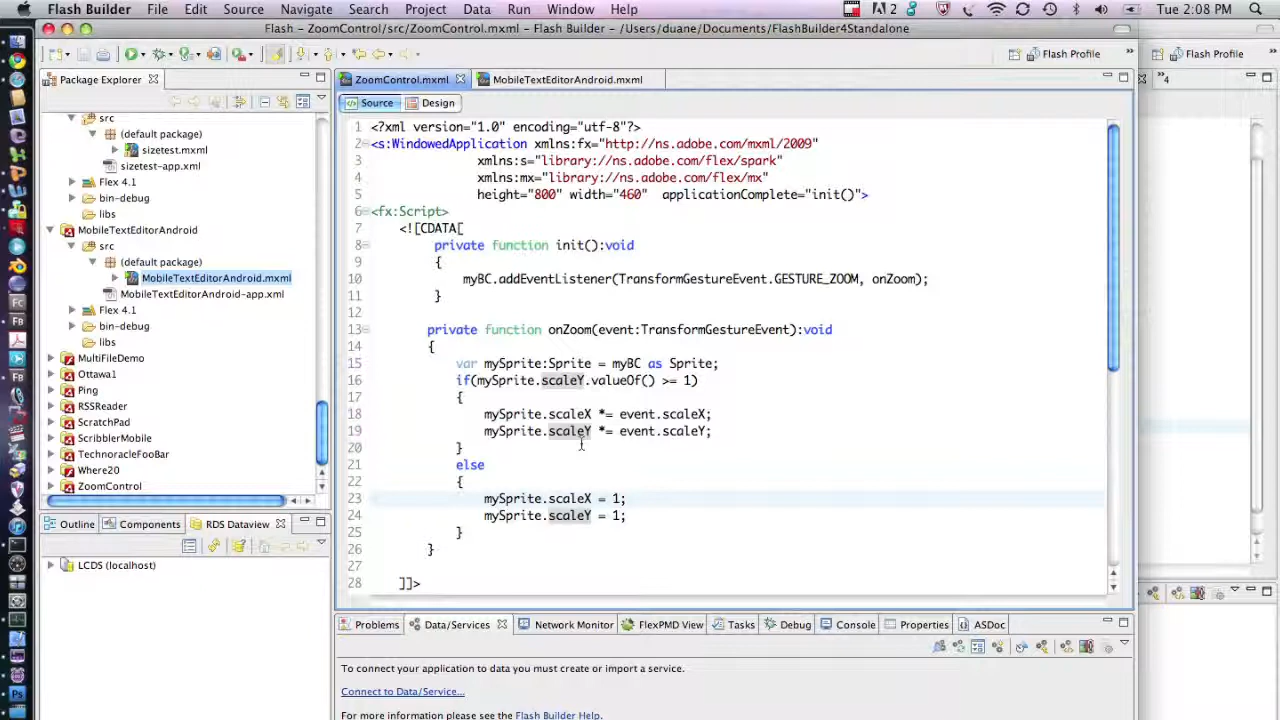 Flash Builder File Edit Source Navigate Search Project Data Run Window Help 2 Tue 2:08 PM
Flash – ZoomControl/src/ZoomControl.mxml – Flash Builder – /Users/duane/Documents/FlashBuilder4Standalone
Flash Profile » Flash Profile »
Package Explorer
ZoomControl.mxml MobileTextEditorAndroid.mxml »4
Source Design
src
(default package)
sizetest.mxml
sizetest-app.xml
Flex 4.1
bin-debug
libs
MobileTextEditorAndroid
src
(default package)
MobileTextEditorAndroid.mxml
MobileTextEditorAndroid-app.xml
Flex 4.1
bin-debug
libs
MultiFileDemo
Ottawa1
Ping
RSSReader
ScratchPad
ScribblerMobile
TechnoracleFooBar
Where20
ZoomControl
1 <?xml version="1.0" encoding="utf-8"?>
2 <s:WindowedApplication xmlns:fx="http://ns.adobe.com/mxml/2009"
3 xmlns:s="library://ns.adobe.com/flex/spark"
4 xmlns:mx="library://ns.adobe.com/flex/mx"
5 height="800" width="460" applicationComplete="init()">
6 <fx:Script>
7 <![CDATA[
8 private function init():void
9 {
10 myBC.addEventListener(TransformGestureEvent.GESTURE_ZOOM, onZoom);
11 }
12
13 private function onZoom(event:TransformGestureEvent):void
14 {
15 var mySprite:Sprite = myBC as Sprite;
16 if(mySprite.scaleY.valueOf() >= 1)
17 {
18 mySprite.scaleX *= event.scaleX;
19 mySprite.scaleY *= event.scaleY;
20 }
21 else
22 {
23 mySprite.scaleX = 1;
24 mySprite.scaleY = 1;
25 }
26 }
27
28 ]]>
Outline Components RDS Dataview
LCDS (localhost)
Problems Data/Services Network Monitor FlexPMD View Tasks Debug Console Properties ASDoc
To connect your application to data you must create or import a service.
Connect to Data/Service...
For more information please see the Flash Builder Help.